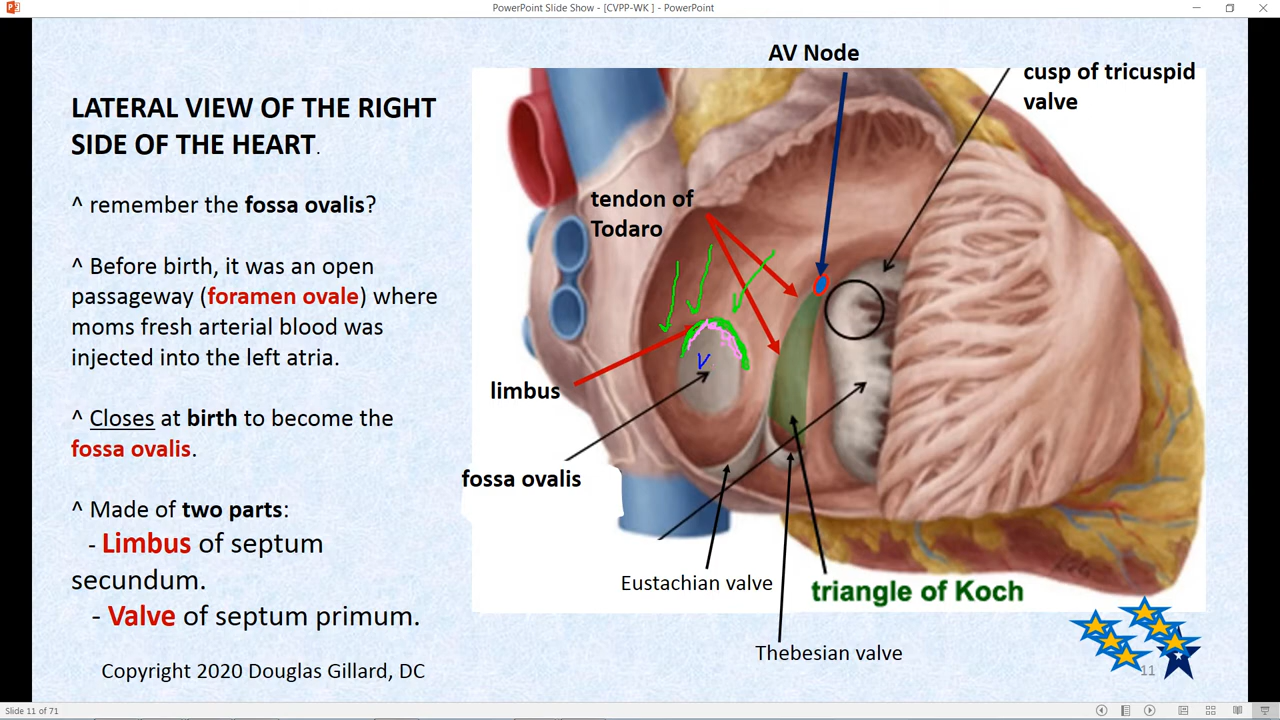 PowerPoint Slide Show - [CVPP-WK ] - PowerPoint
LATERAL VIEW OF THE RIGHT
SIDE OF THE HEART.
^ remember the fossa ovalis?
^ Before birth, it was an open
passageway (foramen ovale) where
moms fresh arterial blood was
injected into the left atria.
^ Closes at birth to become the
fossa ovalis.
^ Made of two parts:
- Limbus of septum
secundum.
- Valve of septum primum.
Copyright 2020 Douglas Gillard, DC
AV Node
cusp of tricuspid
valve
tendon of
Todaro
limbus
V
fossa ovalis
Eustachian valve
triangle of Koch
Thebesian valve
11
Slide 11 of 71